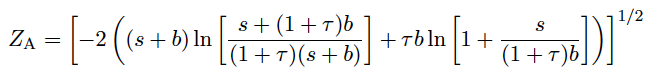 Z_A = [−2((s + b) ln[(s + (1 + τ)b)/((1 + τ)(s + b))] + τb ln[1 + s/((1 + τ)b)])]^{1/2}